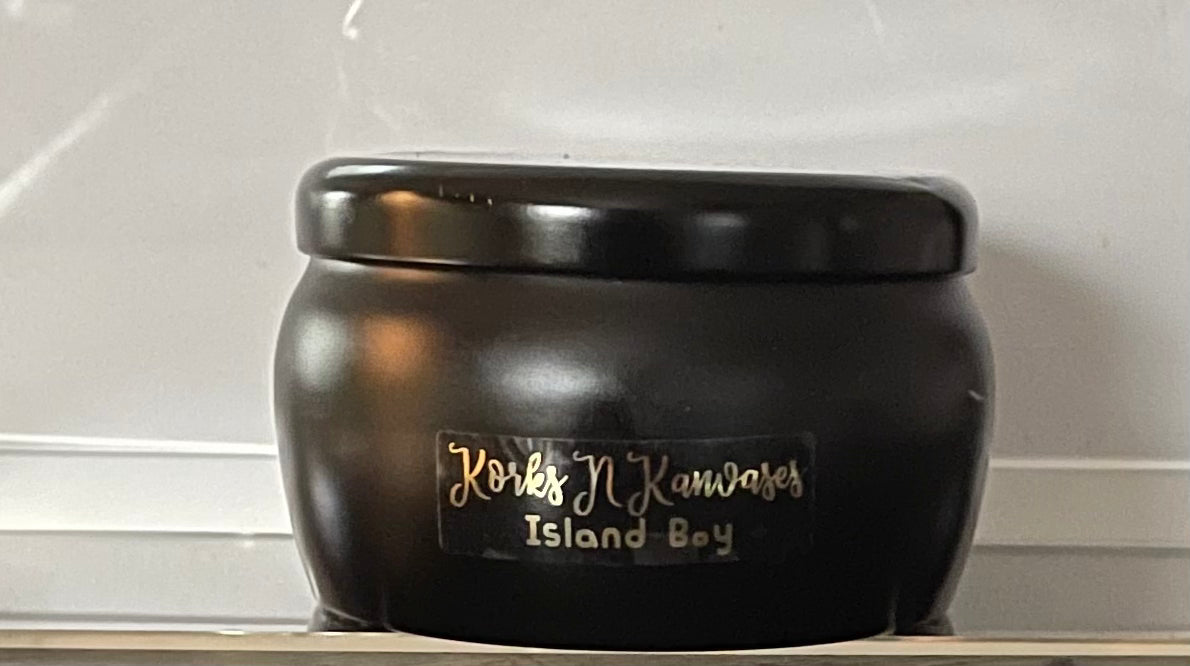 Korks N Kanvases
Island Boy